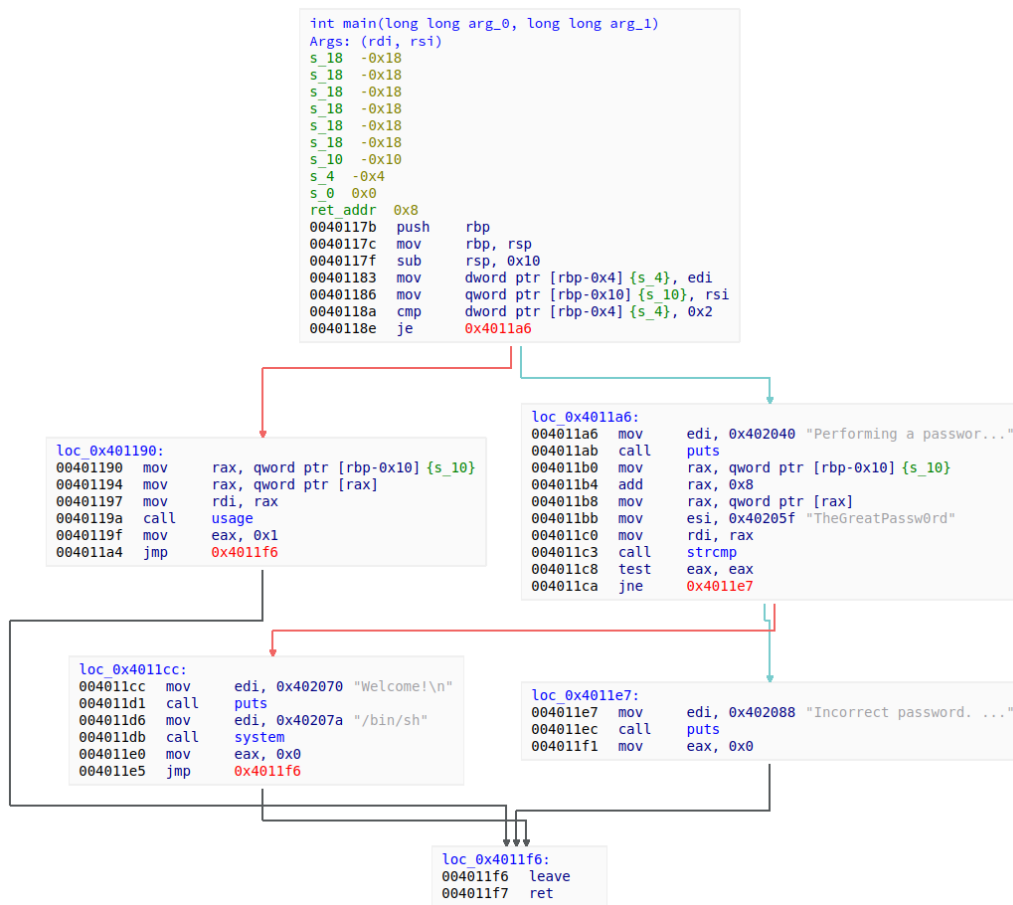 int main(long long arg_0, long long arg_1)
Args: (rdi, rsi)
s_18 -0x18
s_18 -0x18
s_18 -0x18
s_18 -0x18
s_18 -0x18
s_18 -0x18
s_10 -0x10
s_4 -0x4
s_0 0x0
ret_addr 0x8
0040117b push rbp
0040117c mov rbp, rsp
0040117f sub rsp, 0x10
00401183 mov dword ptr [rbp-0x4] {s_4}, edi
00401186 mov qword ptr [rbp-0x10] {s_10}, rsi
0040118a cmp dword ptr [rbp-0x4] {s_4}, 0x2
0040118e je 0x4011a6
loc_0x401190:
00401190 mov rax, qword ptr [rbp-0x10] {s_10}
00401194 mov rax, qword ptr [rax]
00401197 mov rdi, rax
0040119a call usage
0040119f mov eax, 0x1
004011a4 jmp 0x4011f6
loc_0x4011a6:
004011a6 mov edi, 0x402040 "Performing a passwor..."
004011ab call puts
004011b0 mov rax, qword ptr [rbp-0x10] {s_10}
004011b4 add rax, 0x8
004011b8 mov rax, qword ptr [rax]
004011bb mov esi, 0x40205f "TheGreatPassw0rd"
004011c0 mov rdi, rax
004011c3 call strcmp
004011c8 test eax, eax
004011ca jne 0x4011e7
loc_0x4011cc:
004011cc mov edi, 0x402070 "Welcome!\n"
004011d1 call puts
004011d6 mov edi, 0x40207a "/bin/sh"
004011db call system
004011e0 mov eax, 0x0
004011e5 jmp 0x4011f6
loc_0x4011e7:
004011e7 mov edi, 0x402088 "Incorrect password. ..."
004011ec call puts
004011f1 mov eax, 0x0
loc_0x4011f6:
004011f6 leave
004011f7 ret